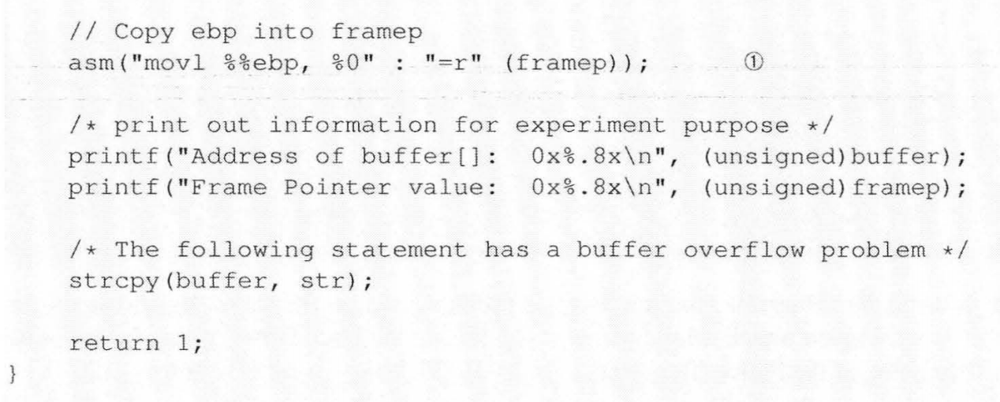 // Copy ebp into framep
asm("movl %%ebp, %0" : "=r" (framep)); ①
/* print out information for experiment purpose */
printf("Address of buffer[]:  0x%.8x\n", (unsigned)buffer);
printf("Frame Pointer value:  0x%.8x\n", (unsigned)framep);
/* The following statement has a buffer overflow problem */
strcpy(buffer, str);
return 1;
}